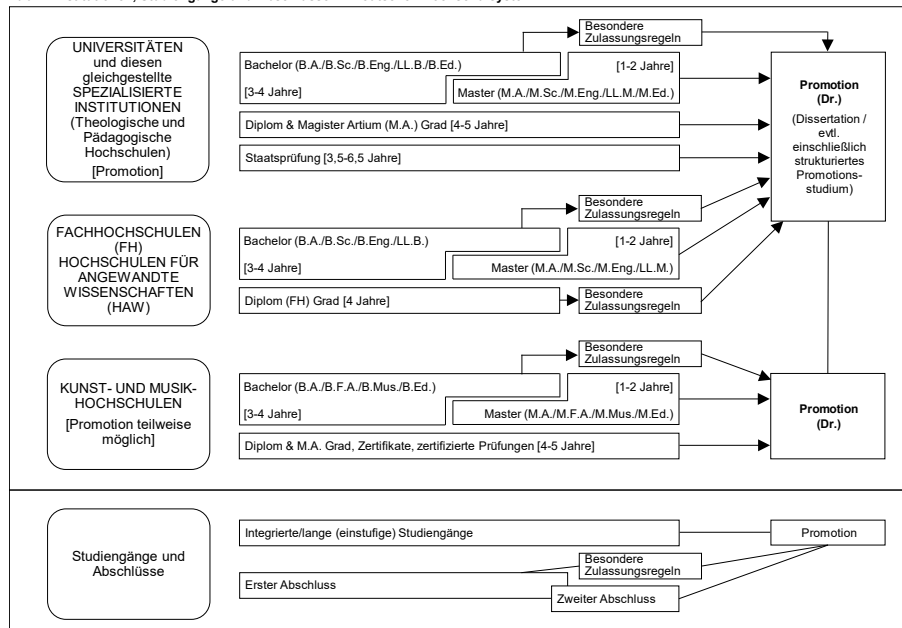 UNIVERSITÄTEN
und diesen
gleichgestellte
SPEZIALISIERTE
INSTITUTIONEN
(Theologische und
Pädagogische
Hochschulen)
[Promotion]
Besondere
Zulassungsregeln
Bachelor (B.A./B.Sc./B.Eng./LL.B./B.Ed.)
[3-4 Jahre]
[1-2 Jahre]
Master (M.A./M.Sc./M.Eng./LL.M./M.Ed.)
Diplom & Magister Artium (M.A.) Grad [4-5 Jahre]
Staatsprüfung [3,5-6,5 Jahre]
Promotion
(Dr.)
(Dissertation /
evtl.
einschließlich
strukturiertes
Promotions-
studium)
FACHHOCHSCHULEN
(FH)
HOCHSCHULEN FÜR
ANGEWANDTE
WISSENSCHAFTEN
(HAW)
Besondere
Zulassungsregeln
Bachelor (B.A./B.Sc./B.Eng./LL.B.)
[3-4 Jahre]
[1-2 Jahre]
Master (M.A./M.Sc./M.Eng./LL.M.)
Diplom (FH) Grad [4 Jahre]
Besondere
Zulassungsregeln
KUNST- UND MUSIK-
HOCHSCHULEN
[Promotion teilweise
möglich]
Besondere
Zulassungsregeln
Bachelor (B.A./B.F.A./B.Mus./B.Ed.)
[3-4 Jahre]
[1-2 Jahre]
Master (M.A./M.F.A./M.Mus./M.Ed.)
Diplom & M.A. Grad, Zertifikate, zertifizierte Prüfungen [4-5 Jahre]
Promotion
(Dr.)
Studiengänge und
Abschlüsse
Integrierte/lange (einstufige) Studiengänge
Promotion
Besondere
Zulassungsregeln
Erster Abschluss
Zweiter Abschluss